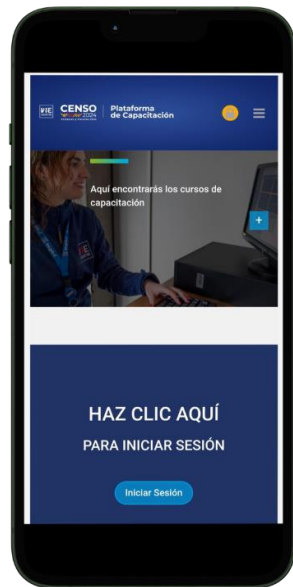 INE
CENSO
2024
Plataforma
de Capacitación
Aquí encontrarás los cursos de
capacitación
+
HAZ CLIC AQUÍ
PARA INICIAR SESIÓN
Iniciar Sesión